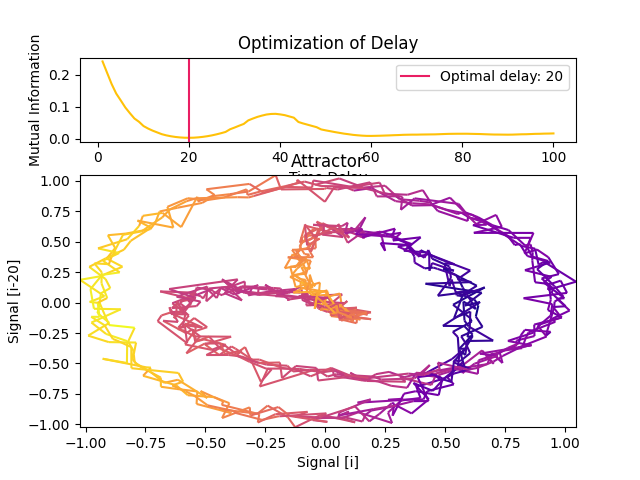 Optimization of Delay
Mutual Information
0.2
0.1
0.0
Optimal delay: 20
0 20 40 60 80 100
Time Delay
Attractor
Signal [i-20]
1.00
0.75
0.50
0.25
0.00
−0.25
−0.50
−0.75
−1.00
−1.00 −0.75 −0.50 −0.25 0.00 0.25 0.50 0.75 1.00
Signal [i]